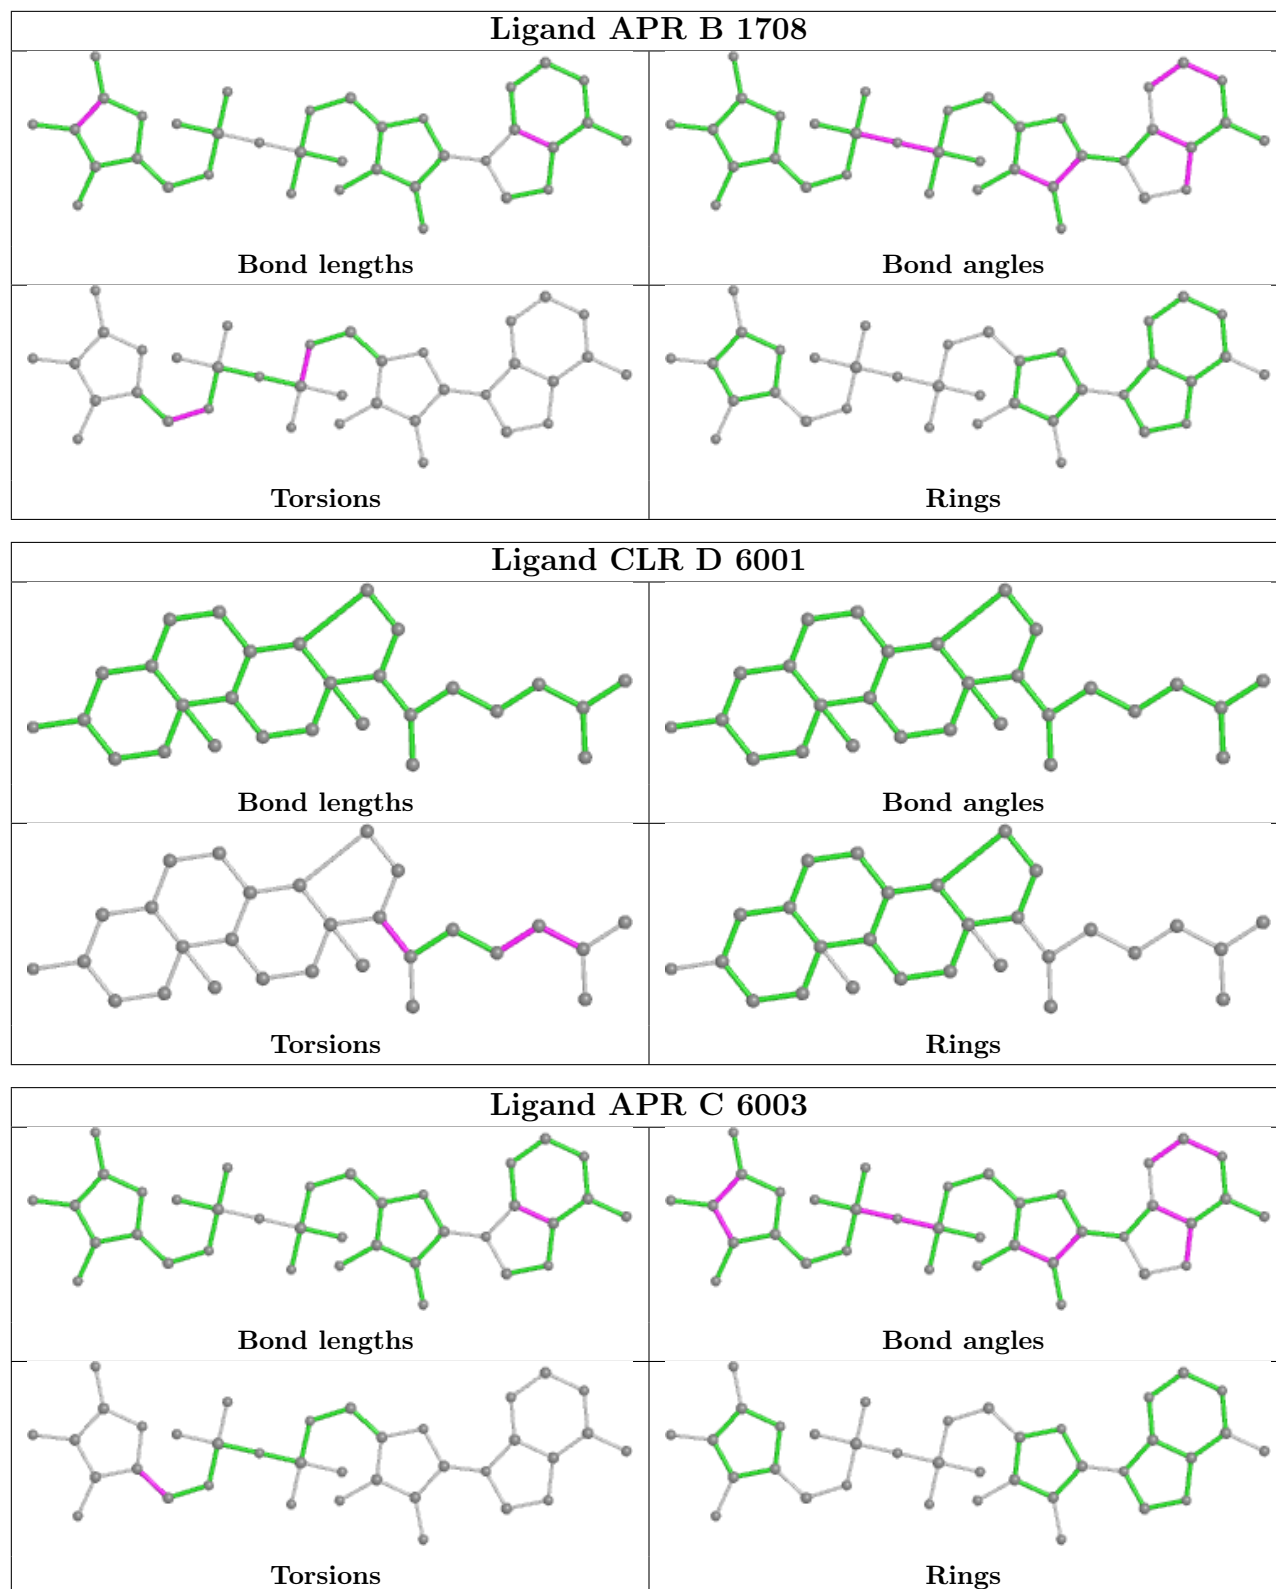 Ligand APR B 1708
Bond lengths
Bond angles
Torsions
Rings
Ligand CLR D 6001
Bond lengths
Bond angles
Torsions
Rings
Ligand APR C 6003
Bond lengths
Bond angles
Torsions
Rings